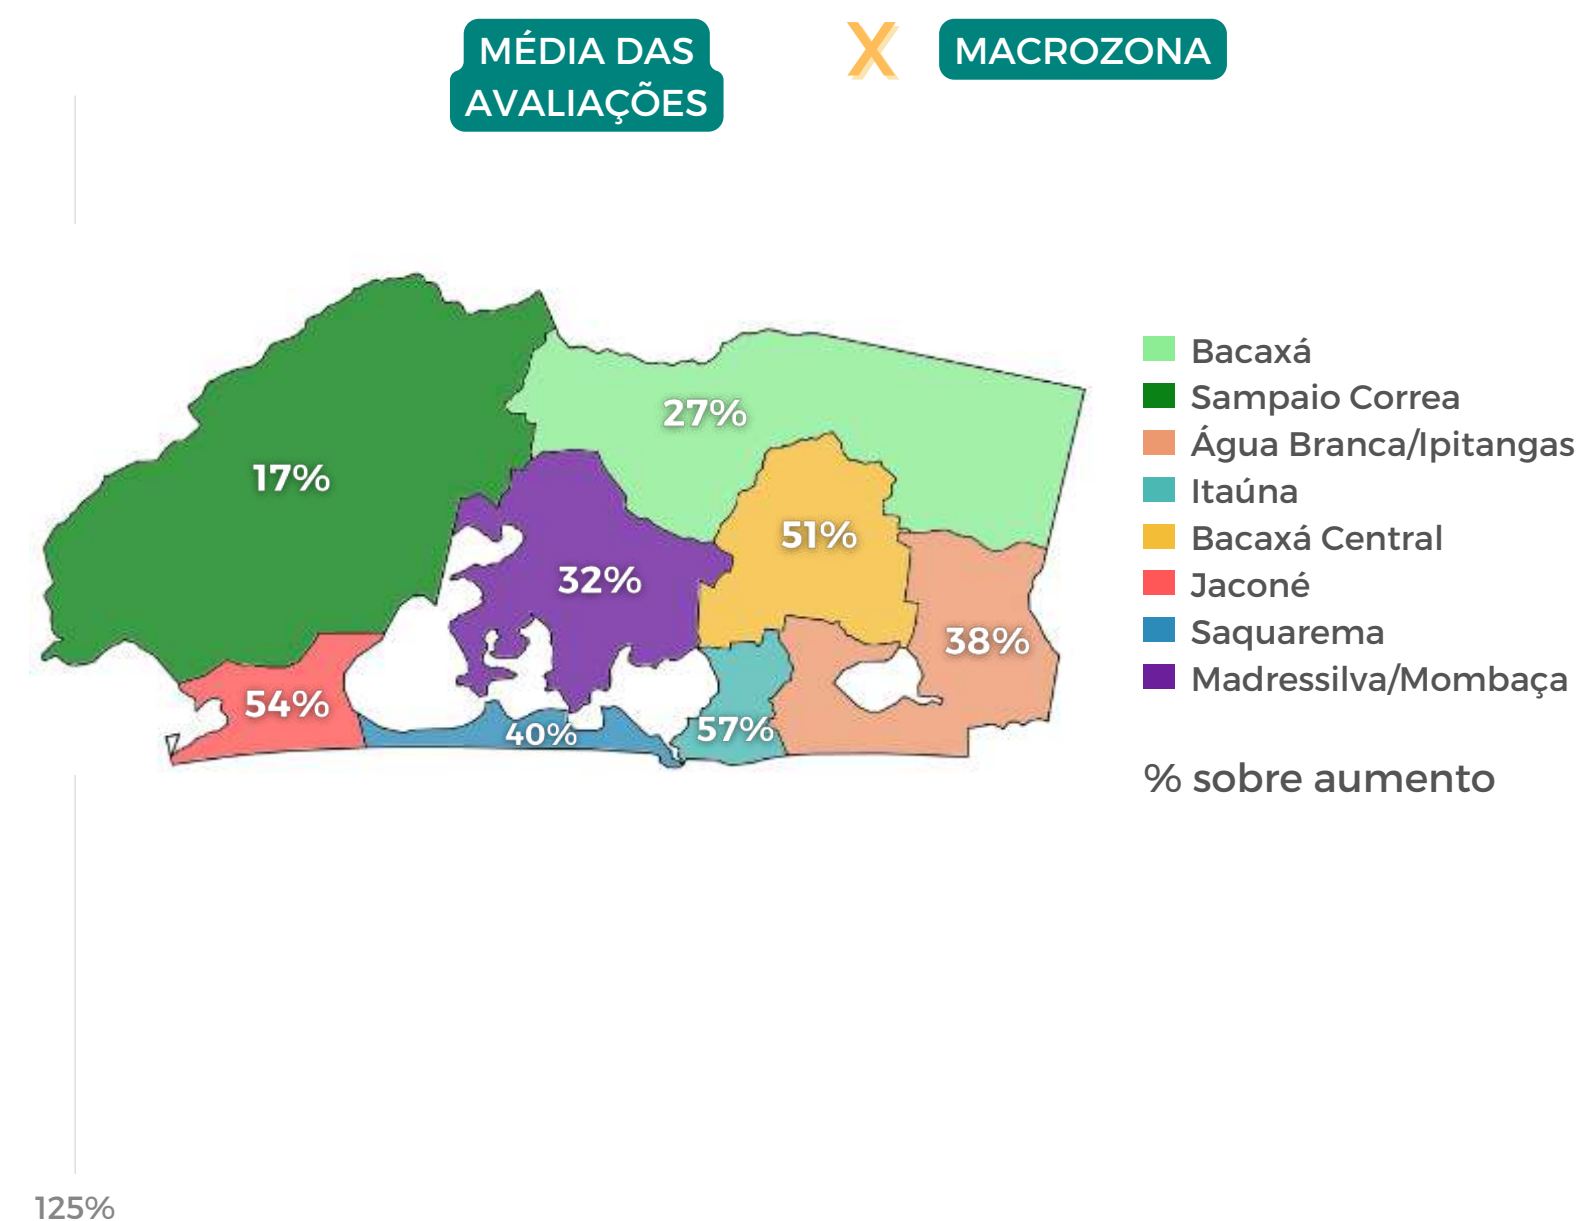 MÉDIA DAS
AVALIAÇÕES
X
MACROZONA
27%
17%
51%
32%
38%
54%
40%
57%
Bacaxá
Sampaio Correa
Água Branca/Ipitangas
Itaúna
Bacaxá Central
Jaconé
Saquarema
Madressilva/Mombaça
% sobre aumento
125%